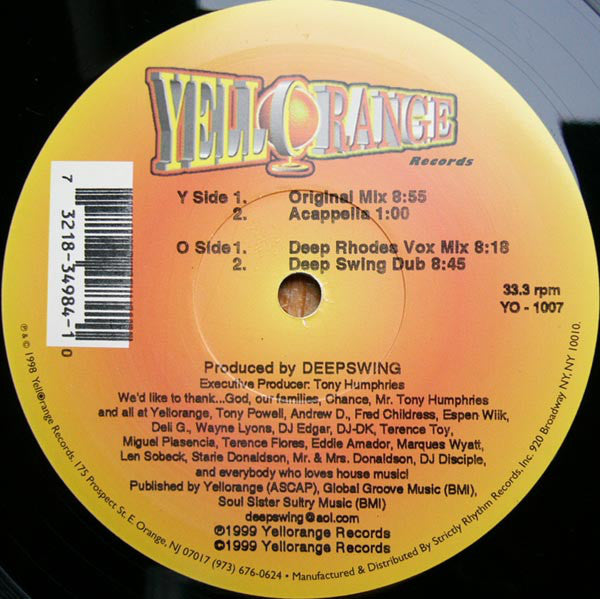 YELLORANGE
Records
Y Side 1. Original Mix 8:55
2. Acappella 1:00
O Side 1. Deep Rhodes Vox Mix 8:18
2. Deep Swing Dub 8:45
33.3 rpm
YO - 1007
7 3218-34984-1 0
Produced by DEEPSWING
Executive Producer: Tony Humphries
We'd like to thank...God, our families, Chance, Mr. Tony Humphries
and all at Yellorange, Tony Powell, Andrew D., Fred Childress, Espen Wiik,
Deli G., Wayne Lyons, DJ Edgar, DJ-DK, Terence Toy,
Miguel Plasencia, Terence Flores, Eddie Amador, Marques Wyatt,
Len Sobeck, Starie Donaldson, Mr. & Mrs. Donaldson, DJ Disciple,
and everybody who loves house music!
Published by Yellorange (ASCAP), Global Groove Music (BMI),
Soul Sister Sultry Music (BMI)
deepswing@aol.com
℗1999 Yellorange Records
©1999 Yellorange Records
℗ & © 1998 YellOrange Records. 175 Prospect St. E. Orange, NJ 07017 (973) 676-0624 • Manufactured & Distributed By Strictly Rhythm Records, Inc. 920 Broadway NY, NY 10010.